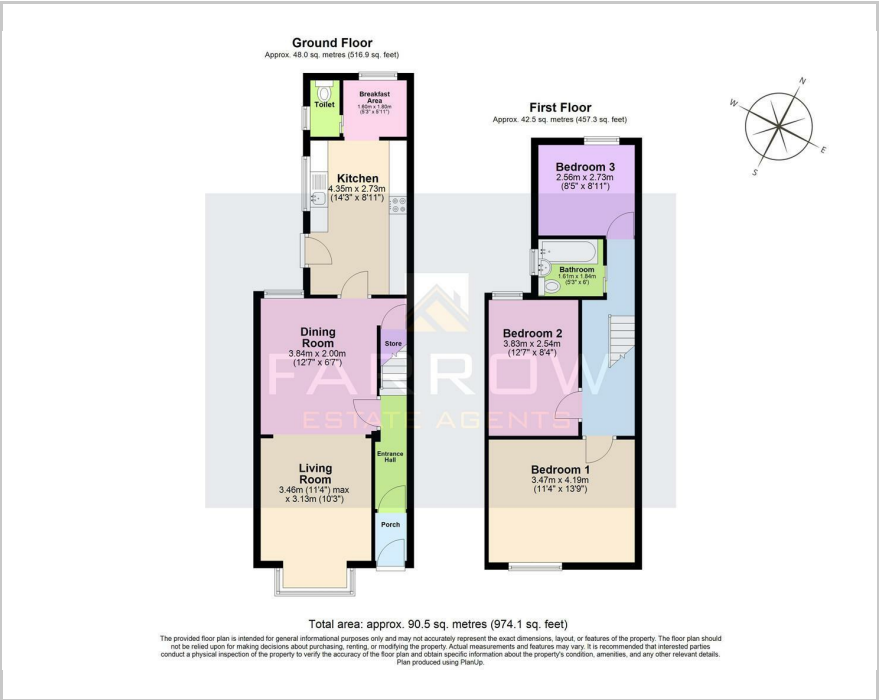 Ground Floor
Approx. 48.0 sq. metres (516.9 sq. feet)
Toilet
Breakfast
Area
1.60m x 1.80m
(5'3" x 5'11")
Kitchen
4.35m x 2.73m
(14'3" x 8'11")
Dining
Room
3.84m x 2.00m
(12'7" x 6'7")
Store
Entrance
Hall
Living
Room
3.46m (11'4") max
x 3.13m (10'3")
Porch
First Floor
Approx. 42.5 sq. metres (457.3 sq. feet)
Bedroom 3
2.56m x 2.73m
(8'5" x 8'11")
Bathroom
1.61m x 1.84m
(5'3" x 6')
Bedroom 2
3.83m x 2.54m
(12'7" x 8'4")
Bedroom 1
3.47m x 4.19m
(11'4" x 13'9")
N
W
E
S
FARROW
ESTATE AGENTS
Total area: approx. 90.5 sq. metres (974.1 sq. feet)
The provided floor plan is intended for general informational purposes only and may not accurately represent the exact dimensions, layout, or features of the property. The floor plan should
not be relied upon for making decisions about purchasing, renting, or modifying the property. Actual measurements and features may vary. It is recommended that interested parties
conduct a physical inspection of the property to verify the accuracy of the floor plan and obtain specific information about the property's condition, amenities, and any other relevant details.
Plan produced using PlanUp.